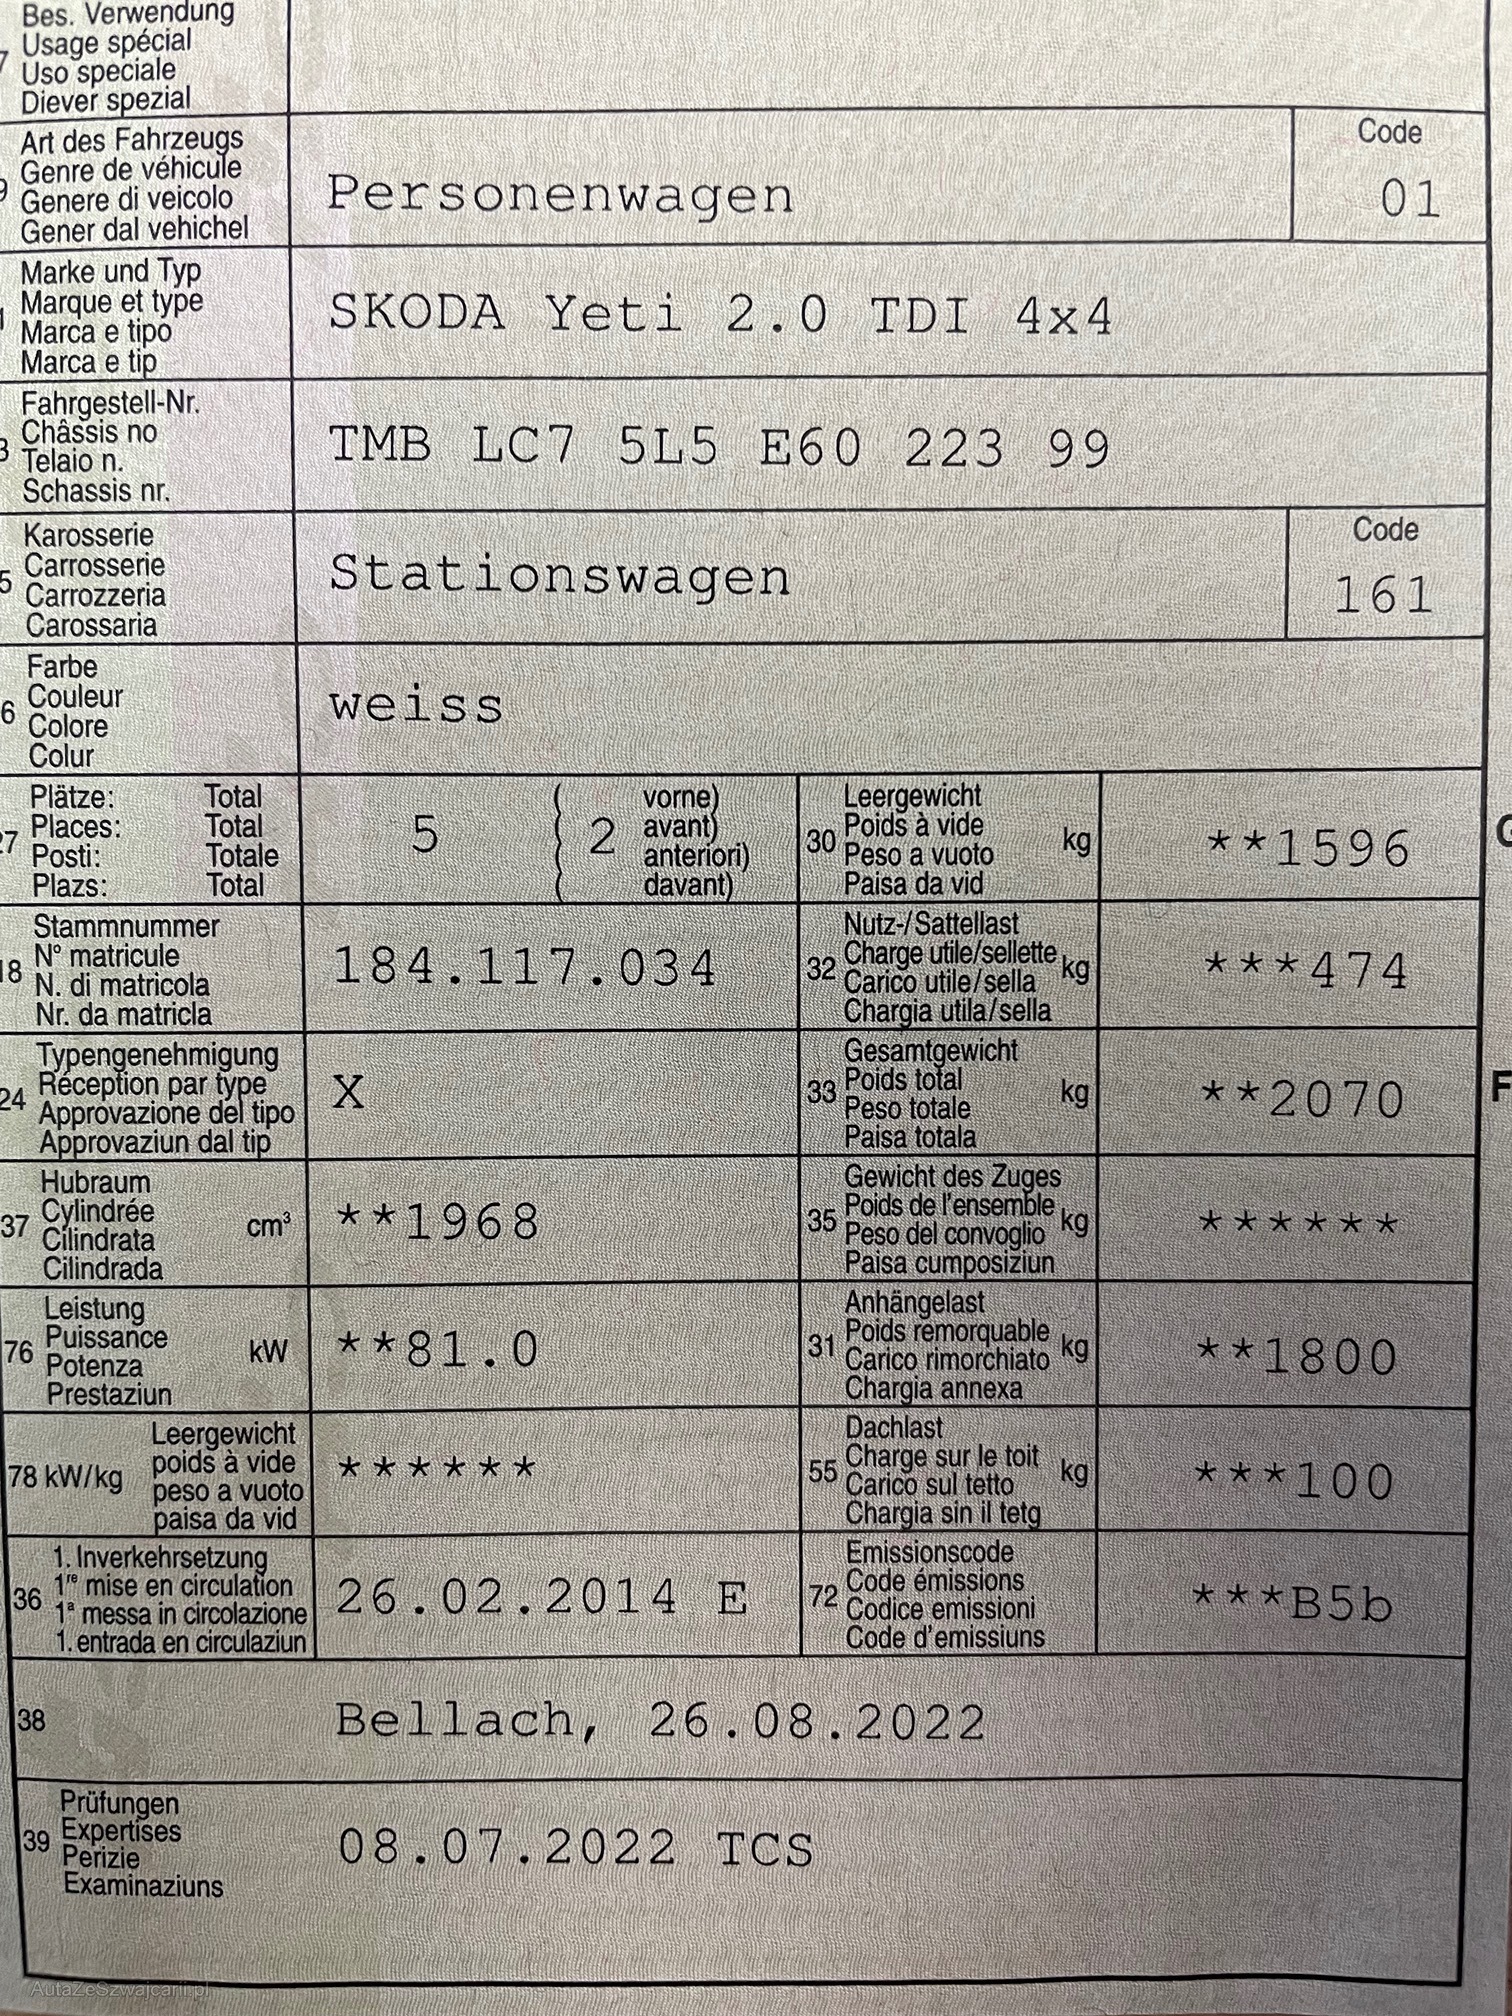 Bes. Verwendung
Usage spécial
Uso speciale
Diever spezial
Art des Fahrzeugs
Genre de véhicule
Genere di veicolo
Gener dal vehichel
Personenwagen
Code
01
Marke und Typ
Marque et type
Marca e tipo
Marca e tip
SKODA Yeti 2.0 TDI 4x4
Fahrgestell-Nr.
Châssis no
Telaio n.
Schassis nr.
TMB LC7 5L5 E60 223 99
Karosserie
Carrosserie
Carrozzeria
Carossaria
Stationswagen
Code
161
Farbe
Couleur
Colore
Colur
weiss
Plätze: Total
Places: Total
Posti: Totale
Plazs: Total
5
( 2 vorne)
( avant)
( anteriori)
( davant)
30 Leergewicht
Poids à vide
Peso a vuoto
Paisa da vid
kg
**1596
18 Stammnummer
N° matricule
N. di matricola
Nr. da matricla
184.117.034
32 Nutz-/Sattellast
Charge utile/sellette
Carico utile/sella
Chargia utila/sella
kg
***474
24 Typengenehmigung
Réception par type
Approvazione del tipo
Approvaziun dal tip
X
33 Gesamtgewicht
Poids total
Peso totale
Paisa totala
kg
**2070
37 Hubraum
Cylindrée
Cilindrata
Cilindrada
cm³
**1968
35 Gewicht des Zuges
Poids de l'ensemble
Peso del convoglio
Paisa cumposiziun
kg
******
76 Leistung
Puissance
Potenza
Prestaziun
kW
**81.0
31 Anhängelast
Poids remorquable
Carico rimorchiato
Chargia annexa
kg
**1800
78 kW/kg
Leergewicht
poids à vide
peso a vuoto
paisa da vid
******
55 Dachlast
Charge sur le toit
Carico sul tetto
Chargia sin il tetg
kg
***100
36 1. Inverkehrsetzung
1re mise en circulation
1a messa in circolazione
1. entrada en circulaziun
26.02.2014 E
72 Emissionscode
Code émissions
Codice emissioni
Code d'emissiuns
***B5b
38
Bellach, 26.08.2022
39 Prüfungen
Expertises
Perizie
Examinaziuns
08.07.2022 TCS
AutaZeSzwajcarii.pl